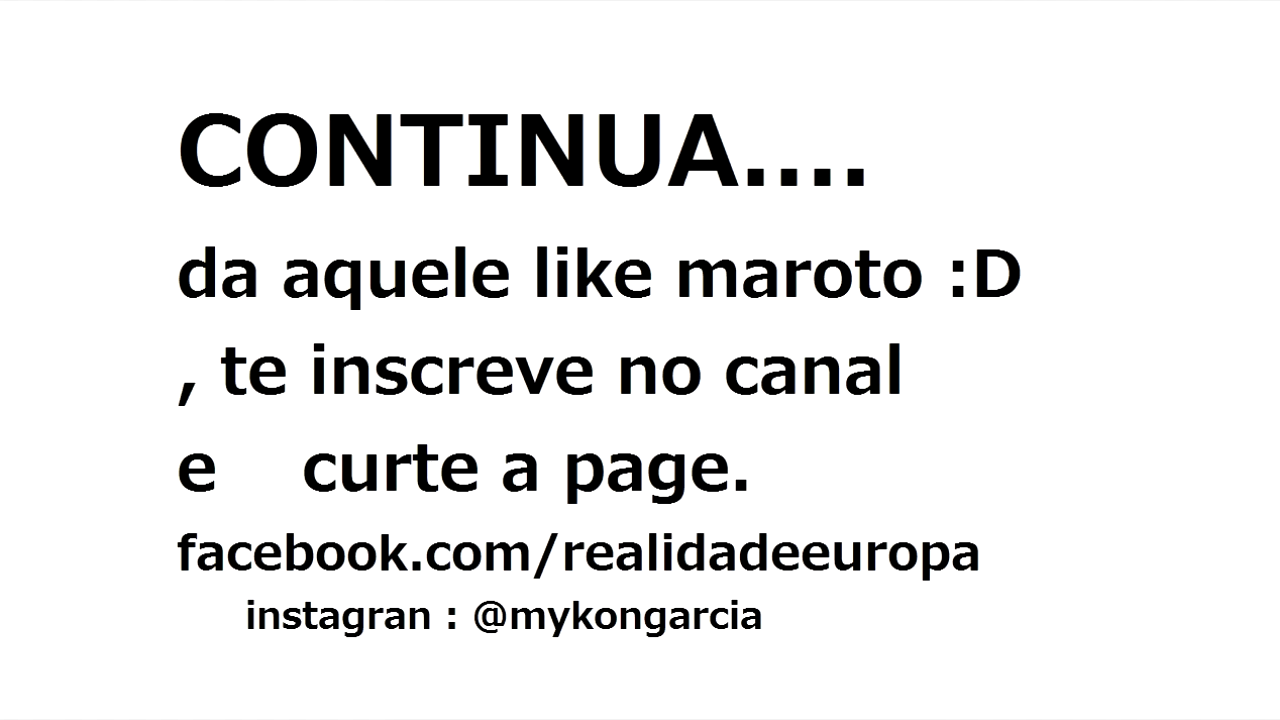 CONTINUA....
da aquele like maroto :D
, te inscreve no canal
e    curte a page.
facebook.com/realidadeeuropa
instagran : @mykongarcia